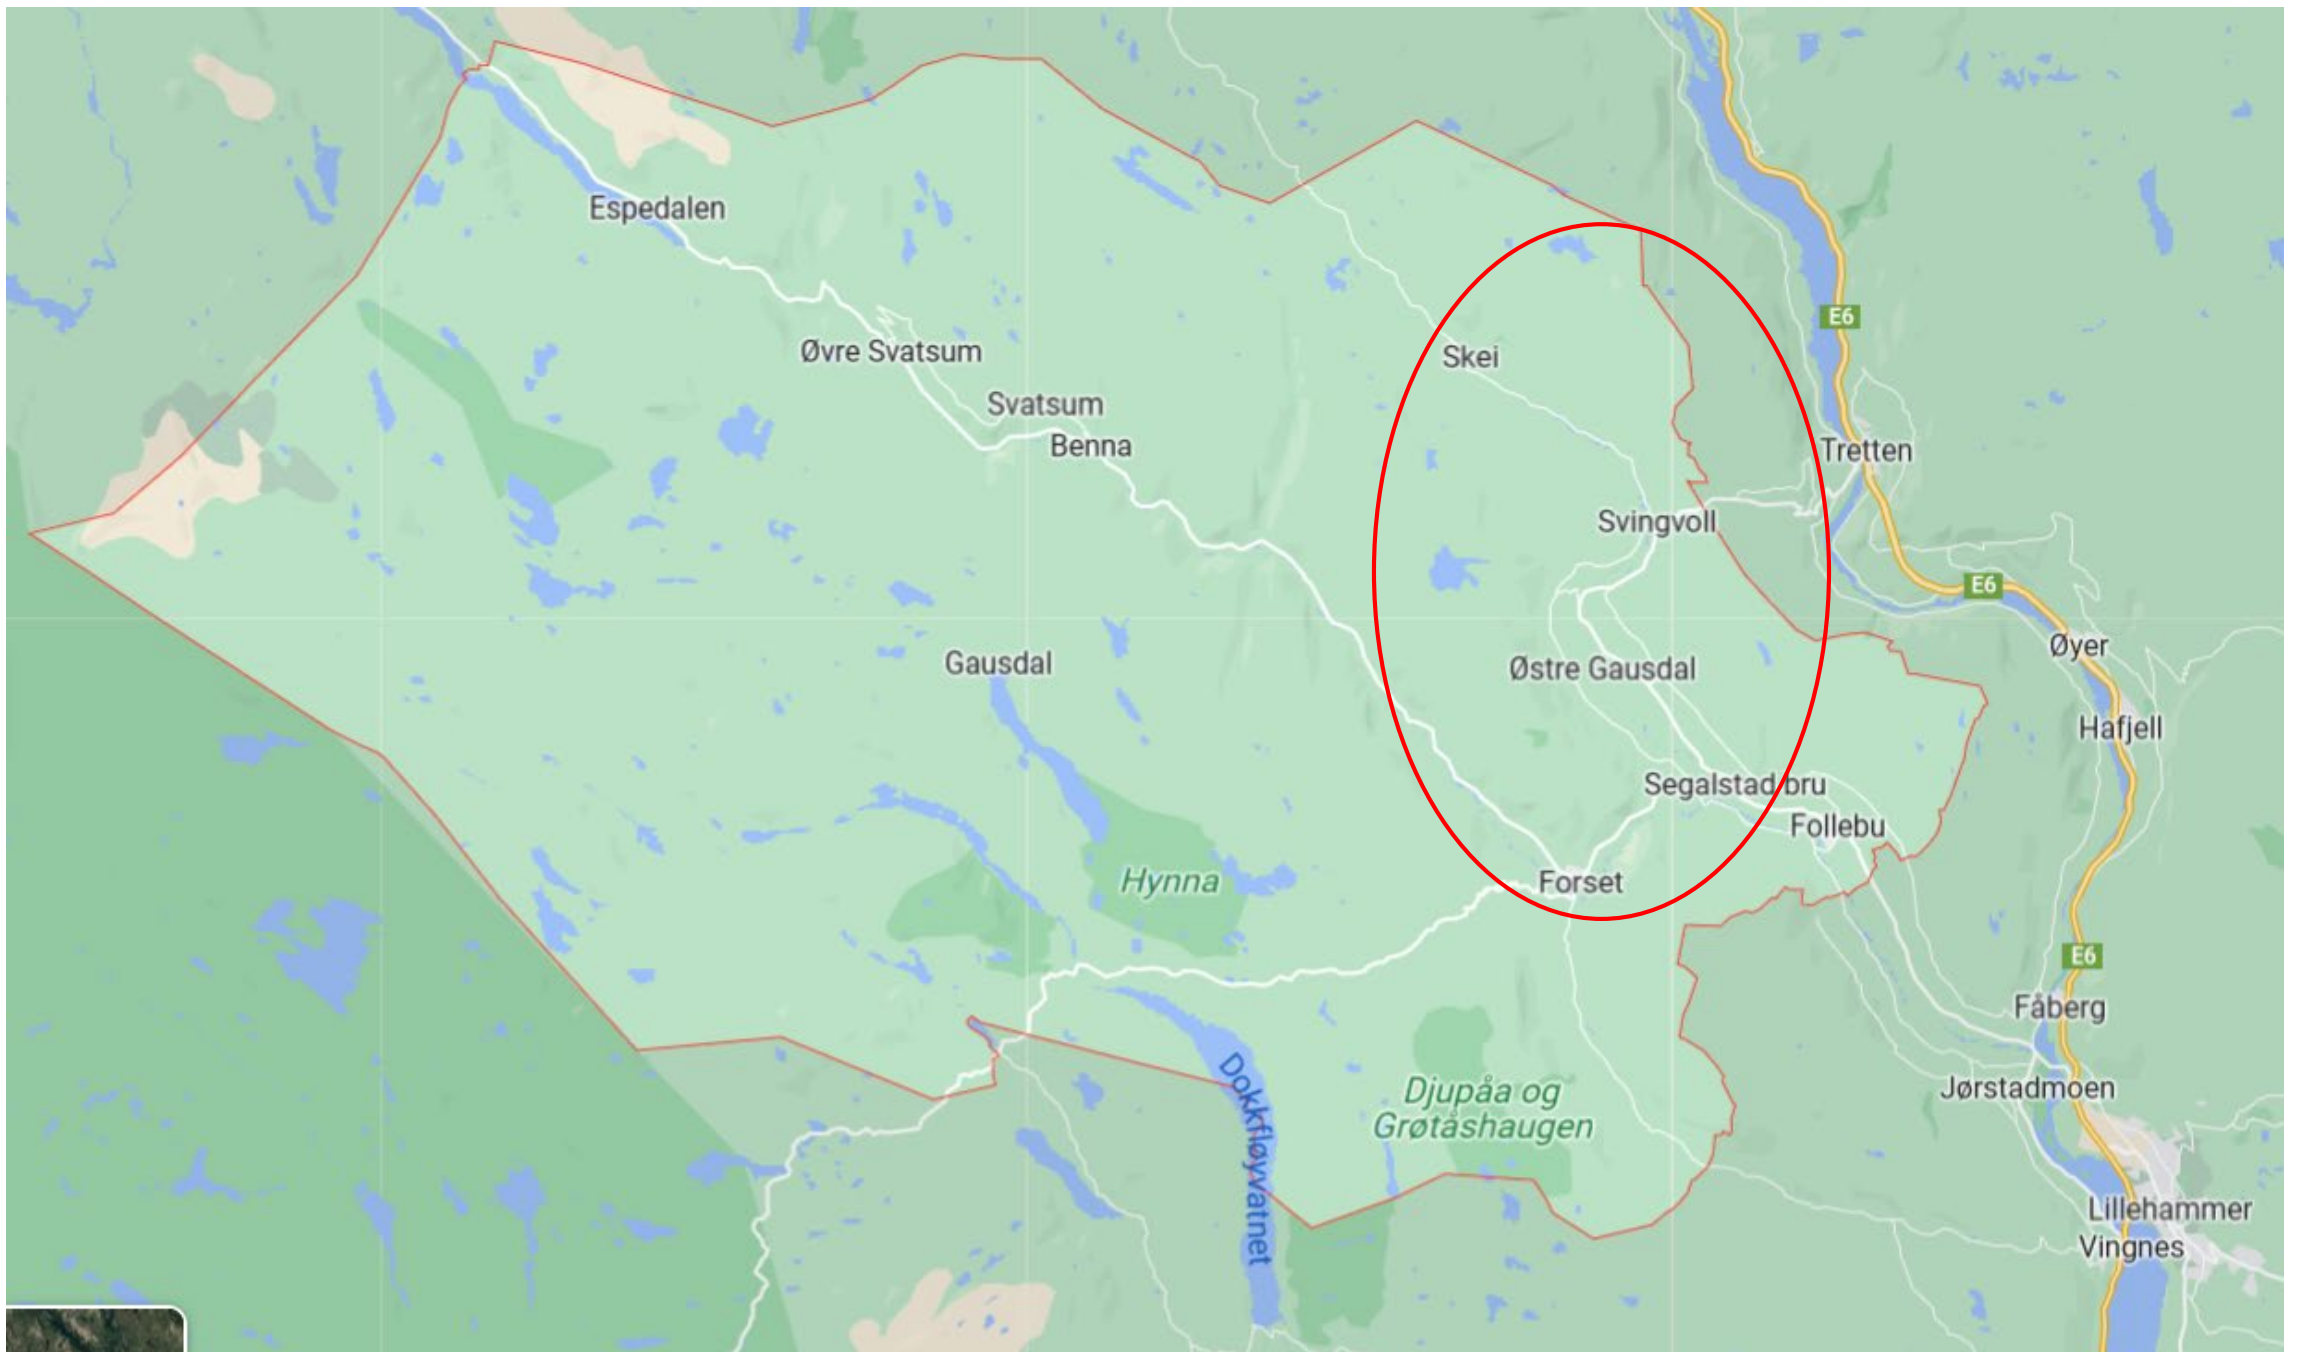 Espedalen
E6
Øvre Svatsum
Skei
Svatsum
Benna
Tretten
Svingvoll
E6
Øyer
Gausdal
Østre Gausdal
Hafjell
Segalstad bru
Follebu
Hynna
Forset
E6
Fåberg
Dokkfløyvatnet
Djupåa og
Grøtåshaugen
Jørstadmoen
Lillehammer
Vingnes